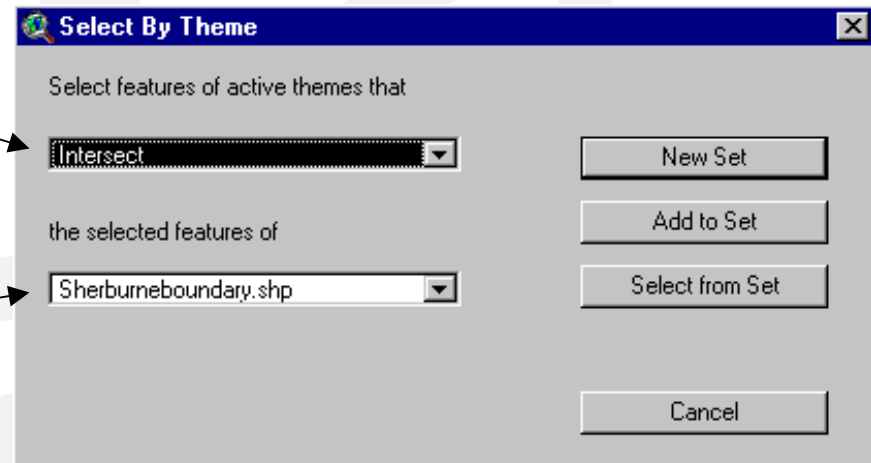 Select By Theme
Select features of active themes that
Intersect
New Set
the selected features of
Add to Set
Sherburneboundary.shp
Select from Set
Cancel